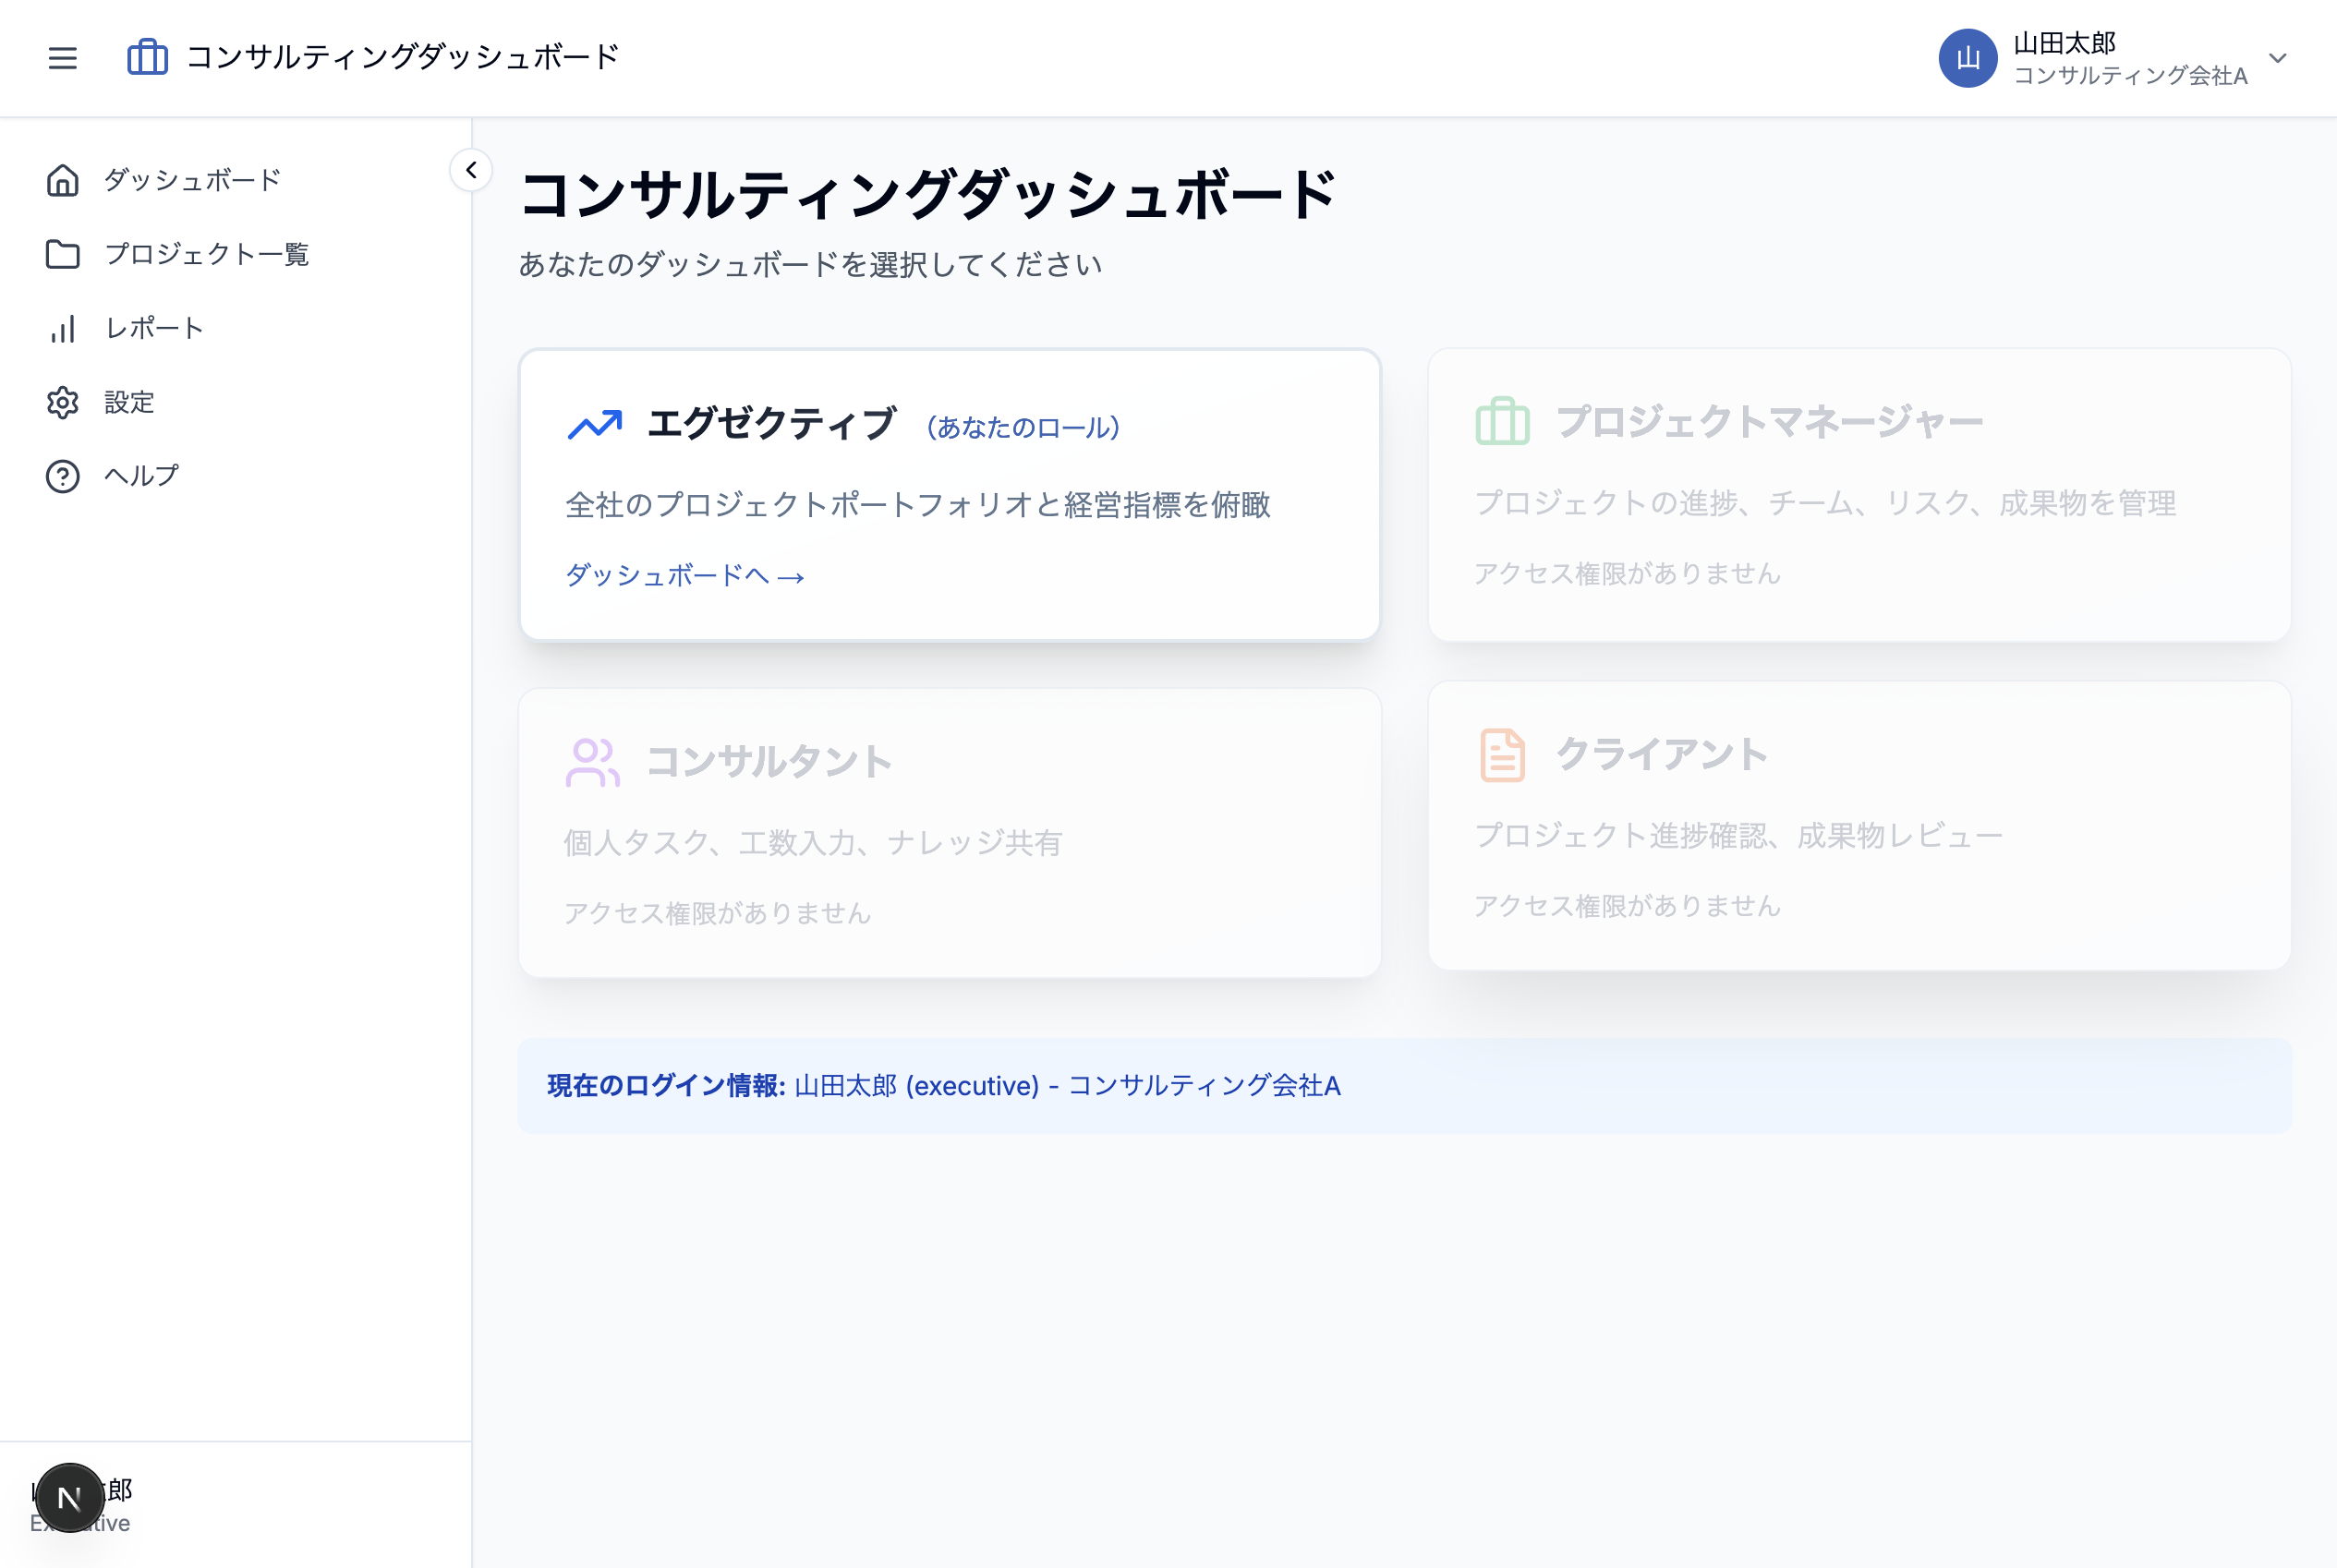 コンサルティングダッシュボード
山
山田太郎
コンサルティング会社A
ダッシュボード
プロジェクト一覧
レポート
設定
ヘルプ
コンサルティングダッシュボード
あなたのダッシュボードを選択してください
エグゼクティブ （あなたのロール）
全社のプロジェクトポートフォリオと経営指標を俯瞰
ダッシュボードへ →
プロジェクトマネージャー
プロジェクトの進捗、チーム、リスク、成果物を管理
アクセス権限がありません
コンサルタント
個人タスク、工数入力、ナレッジ共有
アクセス権限がありません
クライアント
プロジェクト進捗確認、成果物レビュー
アクセス権限がありません
現在のログイン情報: 山田太郎 (executive) - コンサルティング会社A
郎
N